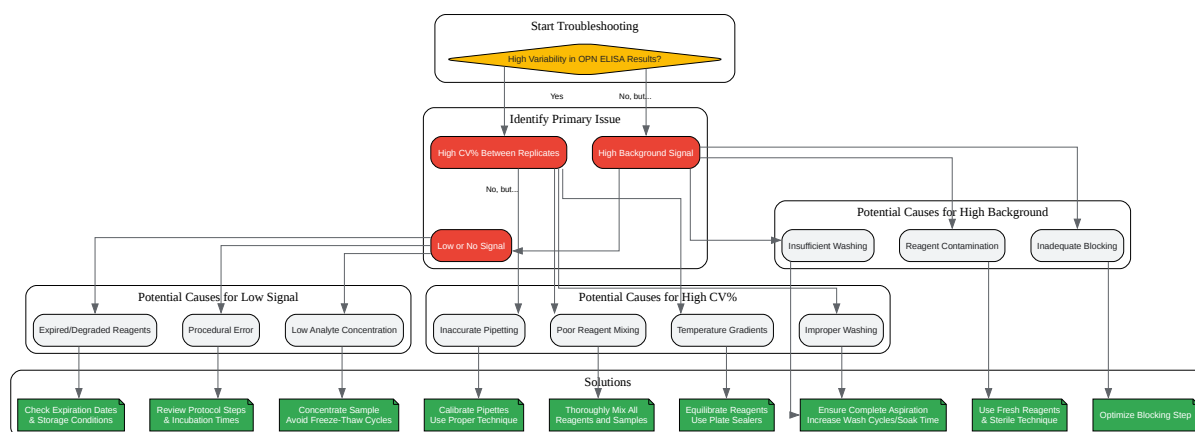 Start Troubleshooting
High Variability in OPN ELISA Results?
Yes
No, but...
Identify Primary Issue
High CV% Between Replicates
High Background Signal
No, but...
Low or No Signal
Potential Causes for High Background
Insufficient Washing
Reagent Contamination
Inadequate Blocking
Potential Causes for Low Signal
Expired/Degraded Reagents
Procedural Error
Low Analyte Concentration
Potential Causes for High CV%
Inaccurate Pipetting
Poor Reagent Mixing
Temperature Gradients
Improper Washing
Solutions
Check Expiration Dates
& Storage Conditions
Review Protocol Steps
& Incubation Times
Concentrate Sample
Avoid Freeze-Thaw Cycles
Calibrate Pipettes
Use Proper Technique
Thoroughly Mix All
Reagents and Samples
Equilibrate Reagents
Use Plate Sealers
Ensure Complete Aspiration
Increase Wash Cycles/Soak Time
Use Fresh Reagents
& Sterile Technique
Optimize Blocking Step